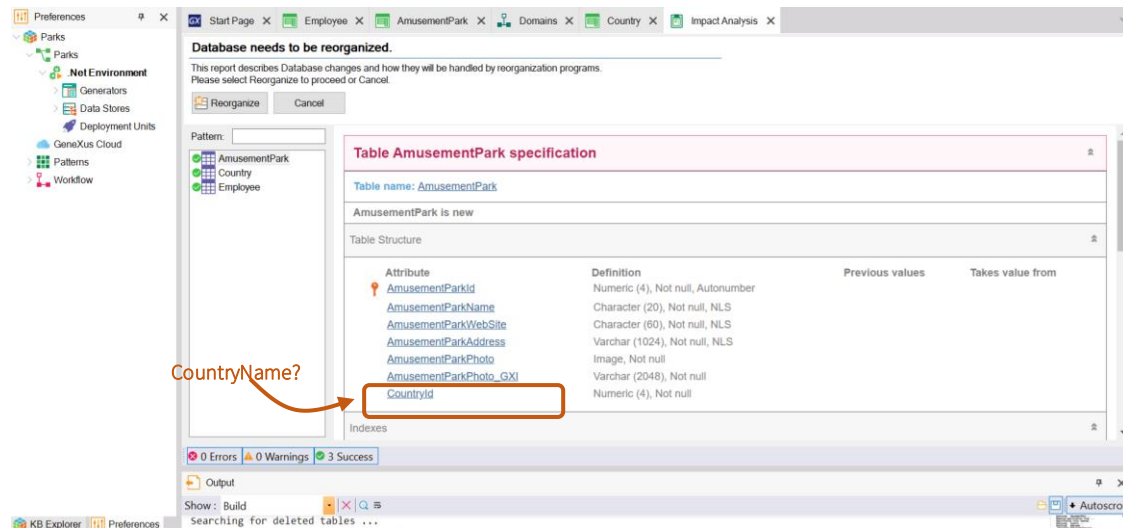 Preferences
Parks
Parks
.Net Environment
Generators
Data Stores
Deployment Units
GeneXus Cloud
Patterns
Workflow
KB Explorer Preferences
GX Start Page Employee AmusementPark Domains Country Impact Analysis
Database needs to be reorganized.
This report describes Database changes and how they will be handled by reorganization programs.
Please select Reorganize to proceed or Cancel.
Reorganize Cancel
Pattern:
AmusementPark
Country
Employee
Table AmusementPark specification
Table name: AmusementPark
AmusementPark is new
Table Structure
Attribute Definition Previous values Takes value from
AmusementParkId Numeric (4), Not null, Autonumber
AmusementParkName Character (20), Not null, NLS
AmusementParkWebSite Character (60), Not null, NLS
AmusementParkAddress Varchar (1024), Not null, NLS
AmusementParkPhoto Image, Not null
AmusementParkPhoto_GXI Varchar (2048), Not null
CountryId Numeric (4), Not null
CountryName?
Indexes
0 Errors 0 Warnings 3 Success
Output
Show: Build Autoscro
Searching for deleted tables ...